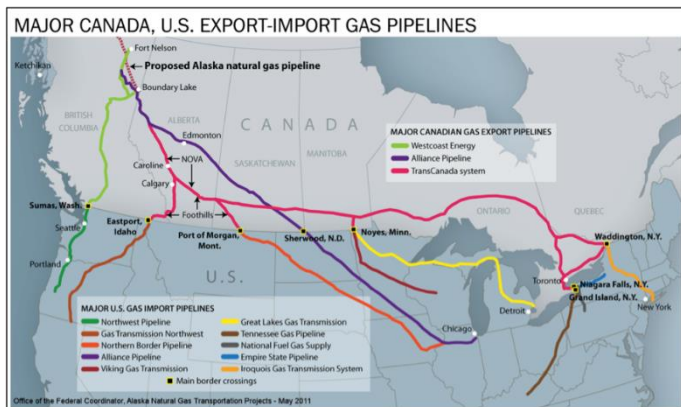 MAJOR CANADA, U.S. EXPORT-IMPORT GAS PIPELINES
Fort Nelson
Ketchikan
Proposed Alaska natural gas pipeline
Boundary Lake
BRITISH
COLUMBIA
ALBERTA
CANADA
Edmonton
SASKATCHEWAN
MANITOBA
MAJOR CANADIAN GAS EXPORT PIPELINES
Westcoast Energy
Alliance Pipeline
TransCanada system
Caroline
NOVA
Calgary
Foothills
ONTARIO
QUEBEC
Sumas, Wash.
Seattle
Eastport,
Idaho
Port of Morgan,
Mont.
Sherwood, N.D.
Noyes, Minn.
Waddington, N.Y.
Portland
U.S.
Toronto
Niagara Falls, N.Y.
Grand Island, N.Y.
Detroit
New York
Chicago
MAJOR U.S. GAS IMPORT PIPELINES
Northwest Pipeline
Gas Transmission Northwest
Northern Border Pipeline
Alliance Pipeline
Viking Gas Transmission
Great Lakes Gas Transmission
Tennessee Gas Pipeline
National Fuel Gas Supply
Empire State Pipeline
Iroquois Gas Transmission System
Main border crossings
Office of the Federal Coordinator, Alaska Natural Gas Transportation Projects - May 2011